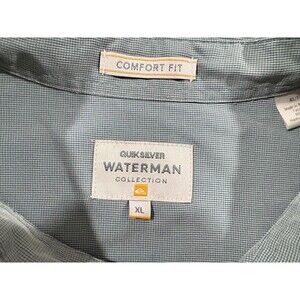 COMFORT FIT
QUIKSILVER
WATERMAN
COLLECTION
XL